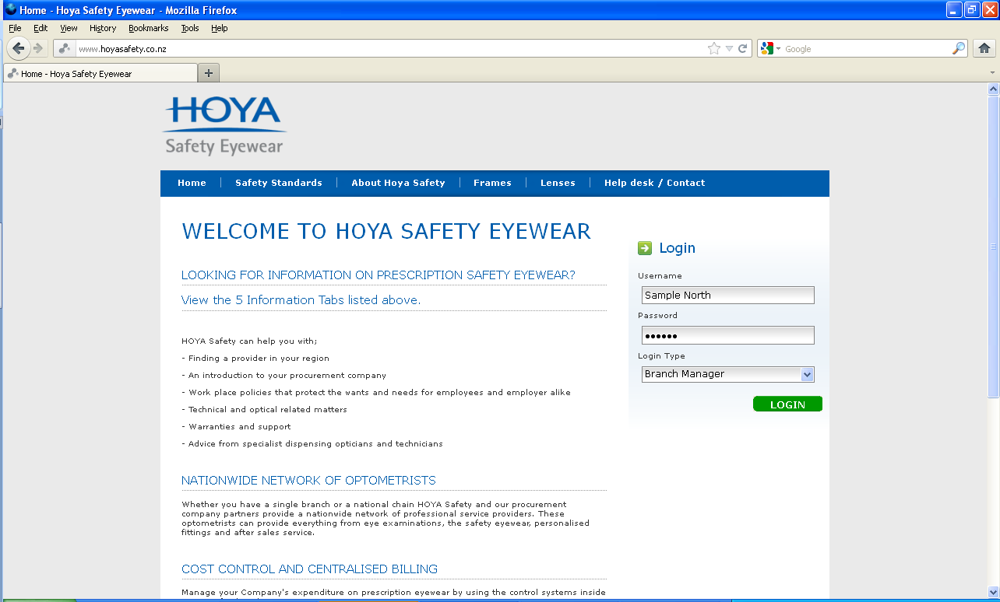 Home - Hoya Safety Eyewear - Mozilla Firefox
File Edit View History Bookmarks Tools Help
www.hoyasafety.co.nz
Google
Home - Hoya Safety Eyewear
HOYA
Safety Eyewear
Home Safety Standards About Hoya Safety Frames Lenses Help desk / Contact
WELCOME TO HOYA SAFETY EYEWEAR
LOOKING FOR INFORMATION ON PRESCRIPTION SAFETY EYEWEAR?
View the 5 Information Tabs listed above.
HOYA Safety can help you with;
- Finding a provider in your region
- An introduction to your procurement company
- Work place policies that protect the wants and needs for employees and employer alike
- Technical and optical related matters
- Warranties and support
- Advice from specialist dispensing opticians and technicians
NATIONWIDE NETWORK OF OPTOMETRISTS
Whether you have a single branch or a national chain HOYA Safety and our procurement
company partners provide a nationwide network of professional service providers. These
optometrists can provide everything from eye examinations, the safety eyewear, personalised
fittings and after sales service.
COST CONTROL AND CENTRALISED BILLING
Manage your Company's expenditure on prescription eyewear by using the control systems inside
Login
Username
Sample North
Password
••••••
Login Type
Branch Manager
LOGIN